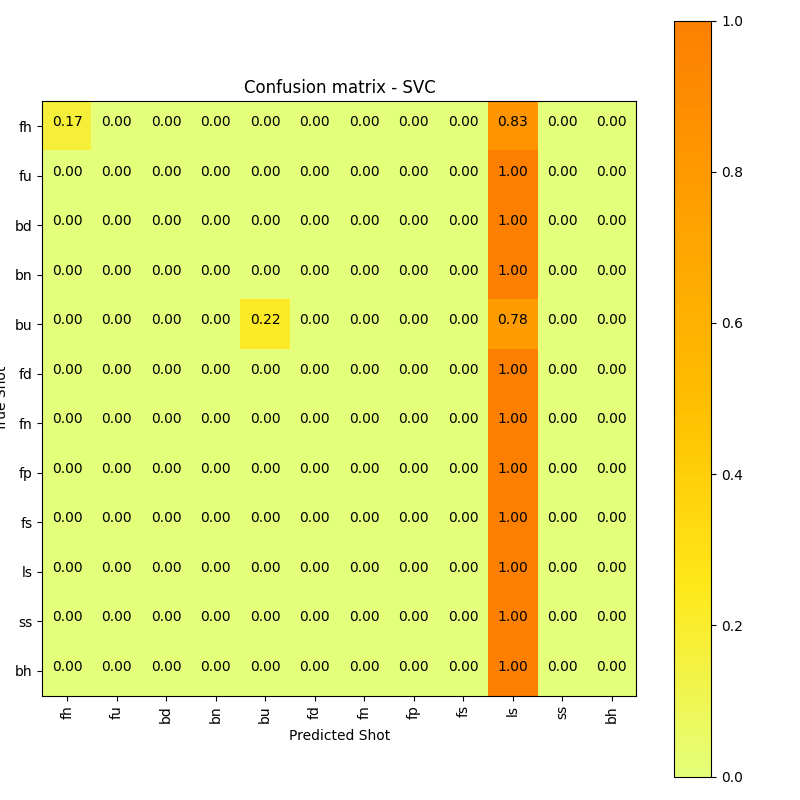 Confusion matrix - SVC
True Shot
fh 0.17 0.00 0.00 0.00 0.00 0.00 0.00 0.00 0.00 0.83 0.00 0.00
fu 0.00 0.00 0.00 0.00 0.00 0.00 0.00 0.00 0.00 1.00 0.00 0.00
bd 0.00 0.00 0.00 0.00 0.00 0.00 0.00 0.00 0.00 1.00 0.00 0.00
bn 0.00 0.00 0.00 0.00 0.00 0.00 0.00 0.00 0.00 1.00 0.00 0.00
bu 0.00 0.00 0.00 0.00 0.22 0.00 0.00 0.00 0.00 0.78 0.00 0.00
fd 0.00 0.00 0.00 0.00 0.00 0.00 0.00 0.00 0.00 1.00 0.00 0.00
fn 0.00 0.00 0.00 0.00 0.00 0.00 0.00 0.00 0.00 1.00 0.00 0.00
fp 0.00 0.00 0.00 0.00 0.00 0.00 0.00 0.00 0.00 1.00 0.00 0.00
fs 0.00 0.00 0.00 0.00 0.00 0.00 0.00 0.00 0.00 1.00 0.00 0.00
ls 0.00 0.00 0.00 0.00 0.00 0.00 0.00 0.00 0.00 1.00 0.00 0.00
ss 0.00 0.00 0.00 0.00 0.00 0.00 0.00 0.00 0.00 1.00 0.00 0.00
bh 0.00 0.00 0.00 0.00 0.00 0.00 0.00 0.00 0.00 1.00 0.00 0.00
fh fu bd bn bu fd fn fp fs ls ss bh
Predicted Shot
1.0
0.8
0.6
0.4
0.2
0.0